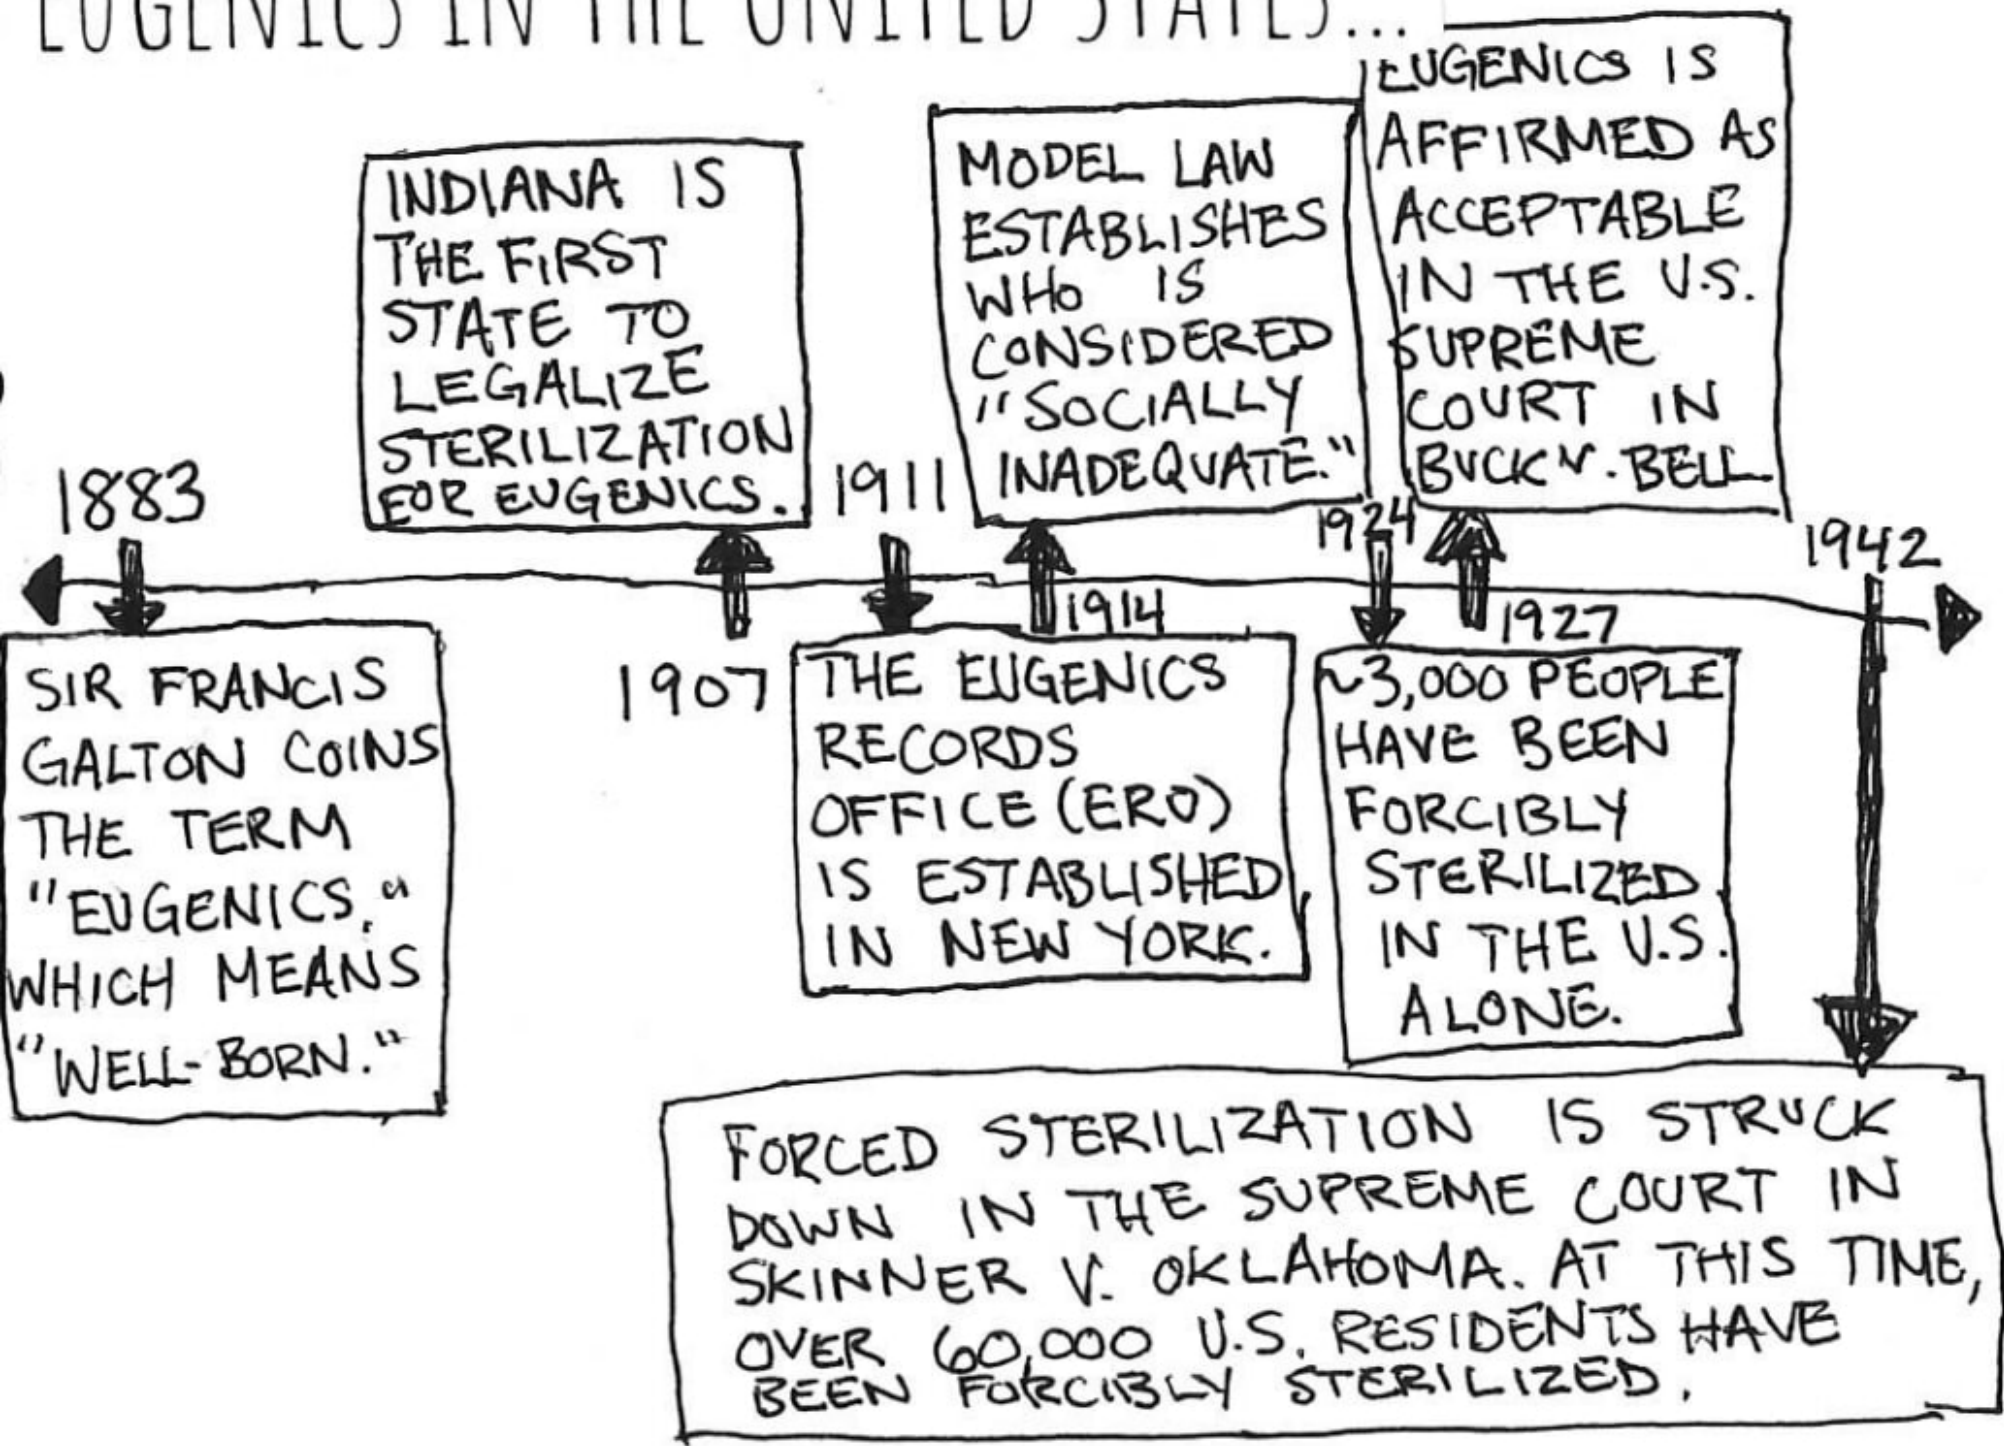 EUGENICS IN THE UNITED STATES...
1883
SIR FRANCIS
GALTON COINS
THE TERM
"EUGENICS,"
WHICH MEANS
"WELL-BORN."
INDIANA IS
THE FIRST
STATE TO
LEGALIZE
STERILIZATION
FOR EUGENICS.
1907
1911
THE EUGENICS
RECORDS
OFFICE (ERO)
IS ESTABLISHED
IN NEW YORK.
MODEL LAW
ESTABLISHES
WHO IS
CONSIDERED
"SOCIALLY
INADEQUATE."
1914
1924
~3,000 PEOPLE
HAVE BEEN
FORCIBLY
STERILIZED
IN THE U.S.
ALONE.
EUGENICS IS
AFFIRMED AS
ACCEPTABLE
IN THE U.S.
SUPREME
COURT IN
BUCK V. BELL
1927
1942
FORCED STERILIZATION IS STRUCK
DOWN IN THE SUPREME COURT IN
SKINNER V. OKLAHOMA. AT THIS TIME,
OVER 60,000 U.S. RESIDENTS HAVE
BEEN FORCIBLY STERILIZED.